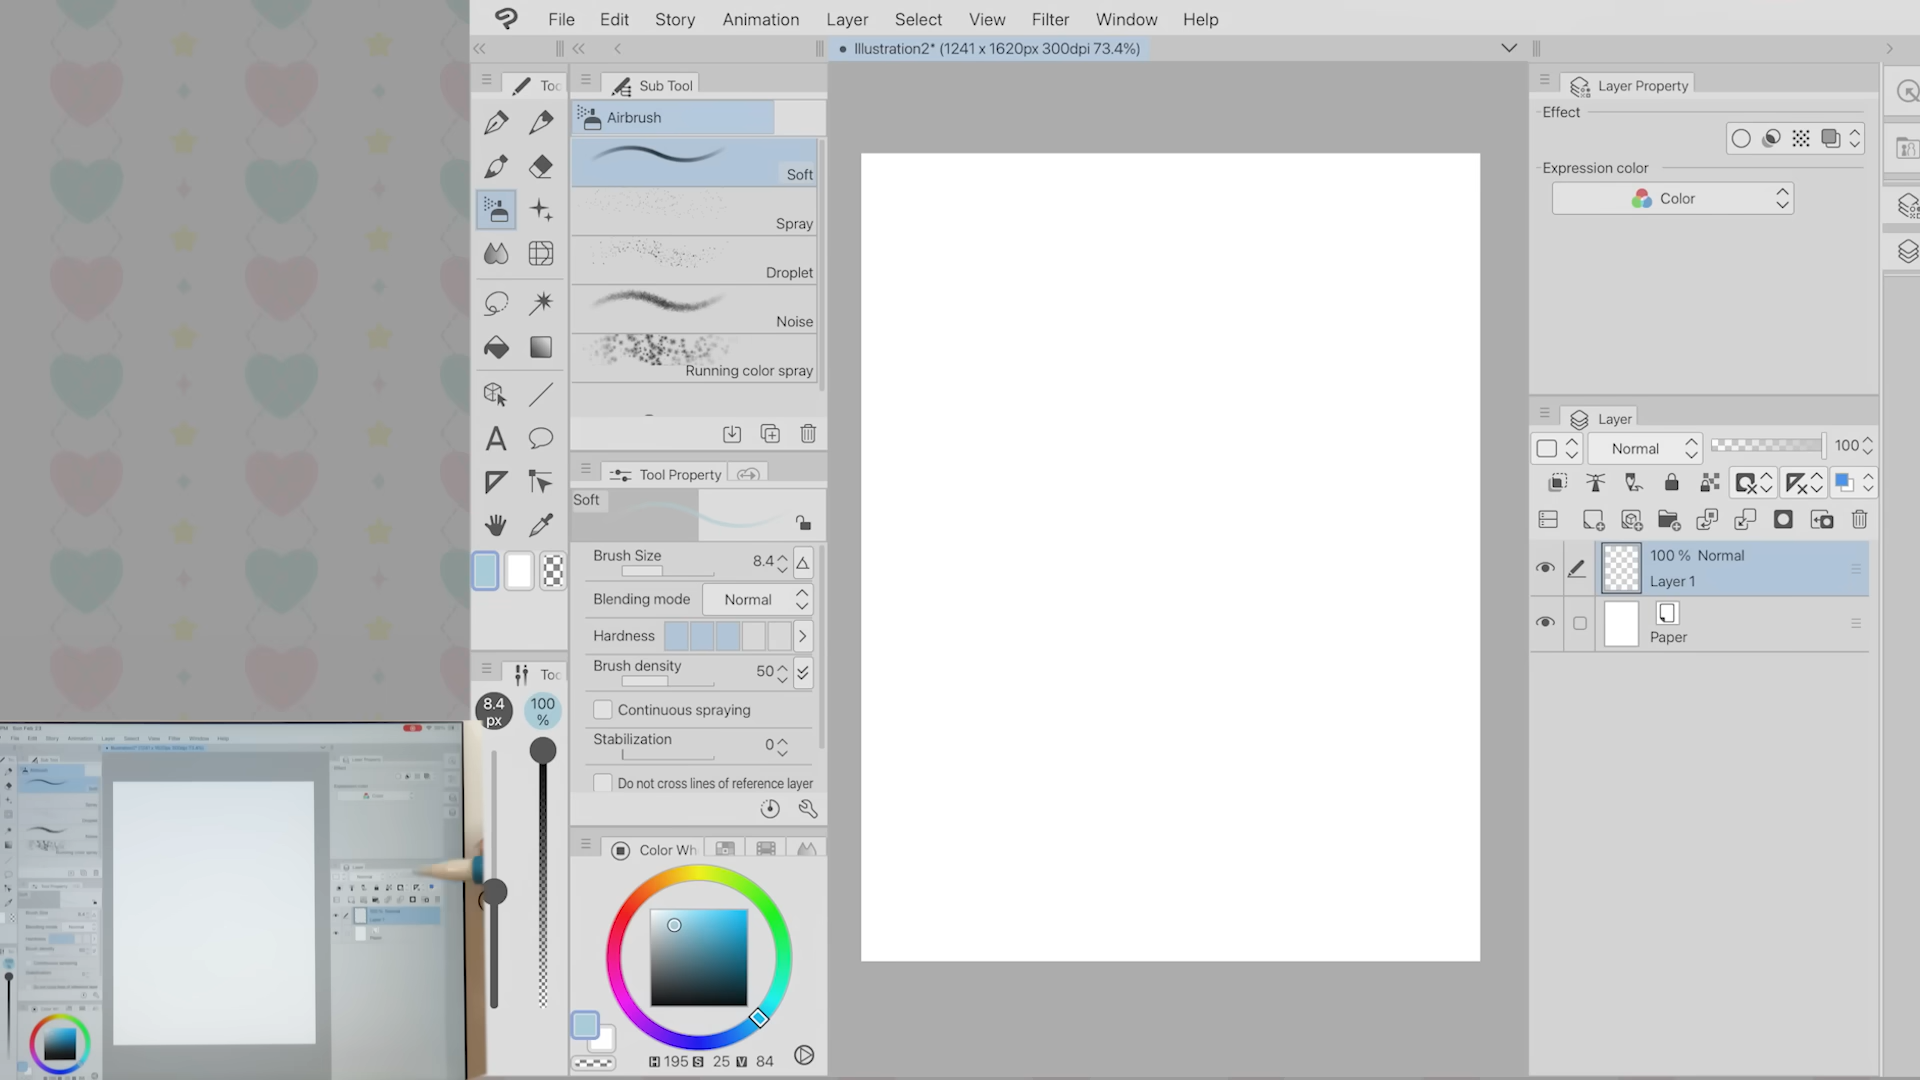 File Edit Story Animation Layer Select View Filter Window Help
Illustration2* (1241 x 1620px 300dpi 73.4%)
Sub Tool
Airbrush
Soft
Spray
Droplet
Noise
Running color spray
Tool Property
Soft
Brush Size 8.4
Blending mode Normal
Hardness
Brush density 50
Continuous spraying
Stabilization 0
Do not cross lines of reference layer
Too
8.4 px
100 %
Color Wh
H 195 S 25 V 84
Layer Property
Effect
Expression color
Color
Layer
Normal 100
100 % Normal
Layer 1
Paper